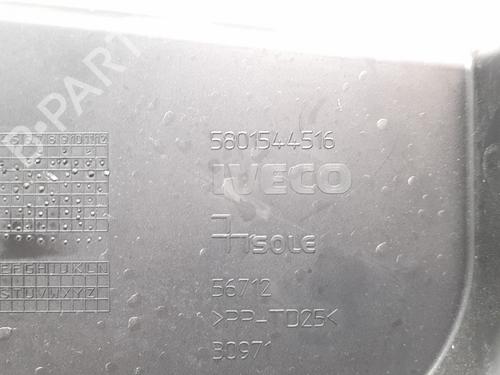 B-PARTS
5801544516
IVECO
ISOLE
56712
>PP-TD25<
30971